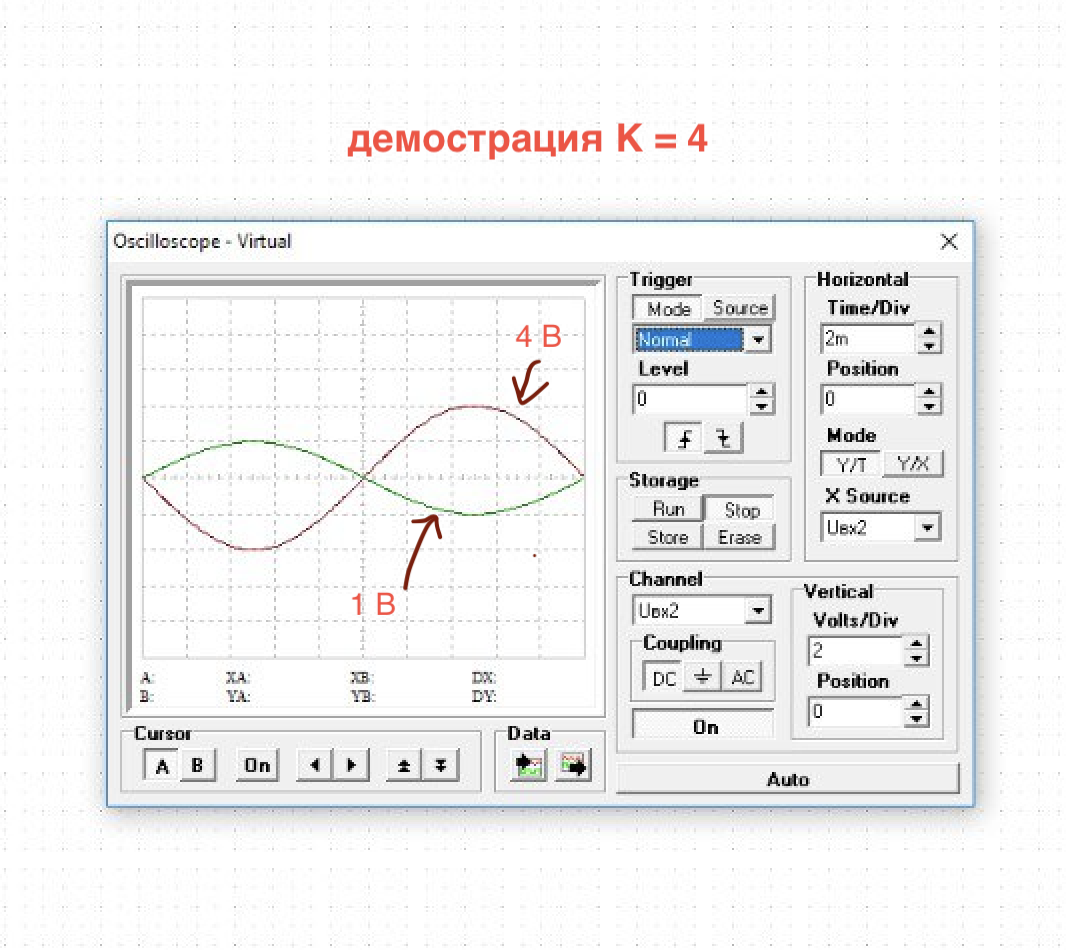 демострация K = 4
Oscilloscope - Virtual
4 В
1 В
A: XA: XB: DX:
B: YA: YB: DY:
Cursor
A B On
Data
Trigger
Mode Source
Normal
Level
0
Storage
Run Stop
Store Erase
Horizontal
Time/Div
2m
Position
0
Mode
Y/T Y/X
X Source
Uвх2
Channel
Uвх2
Coupling
DC AC
On
Vertical
Volts/Div
2
Position
0
Auto